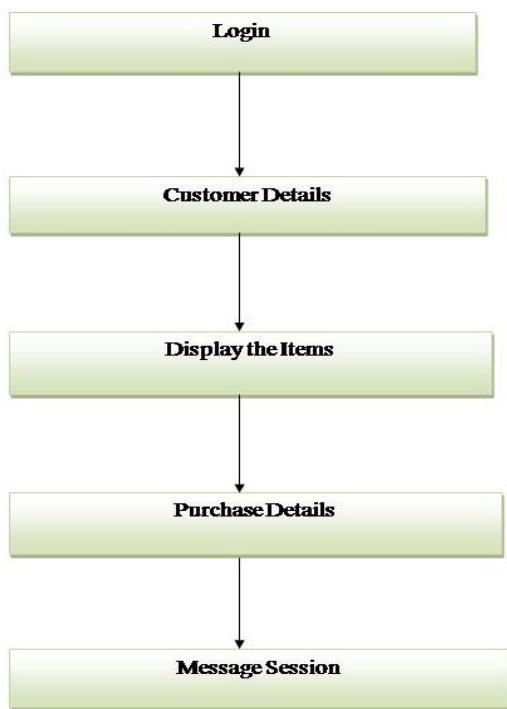 Login
Customer Details
Display the Items
Purchase Details
Message Session